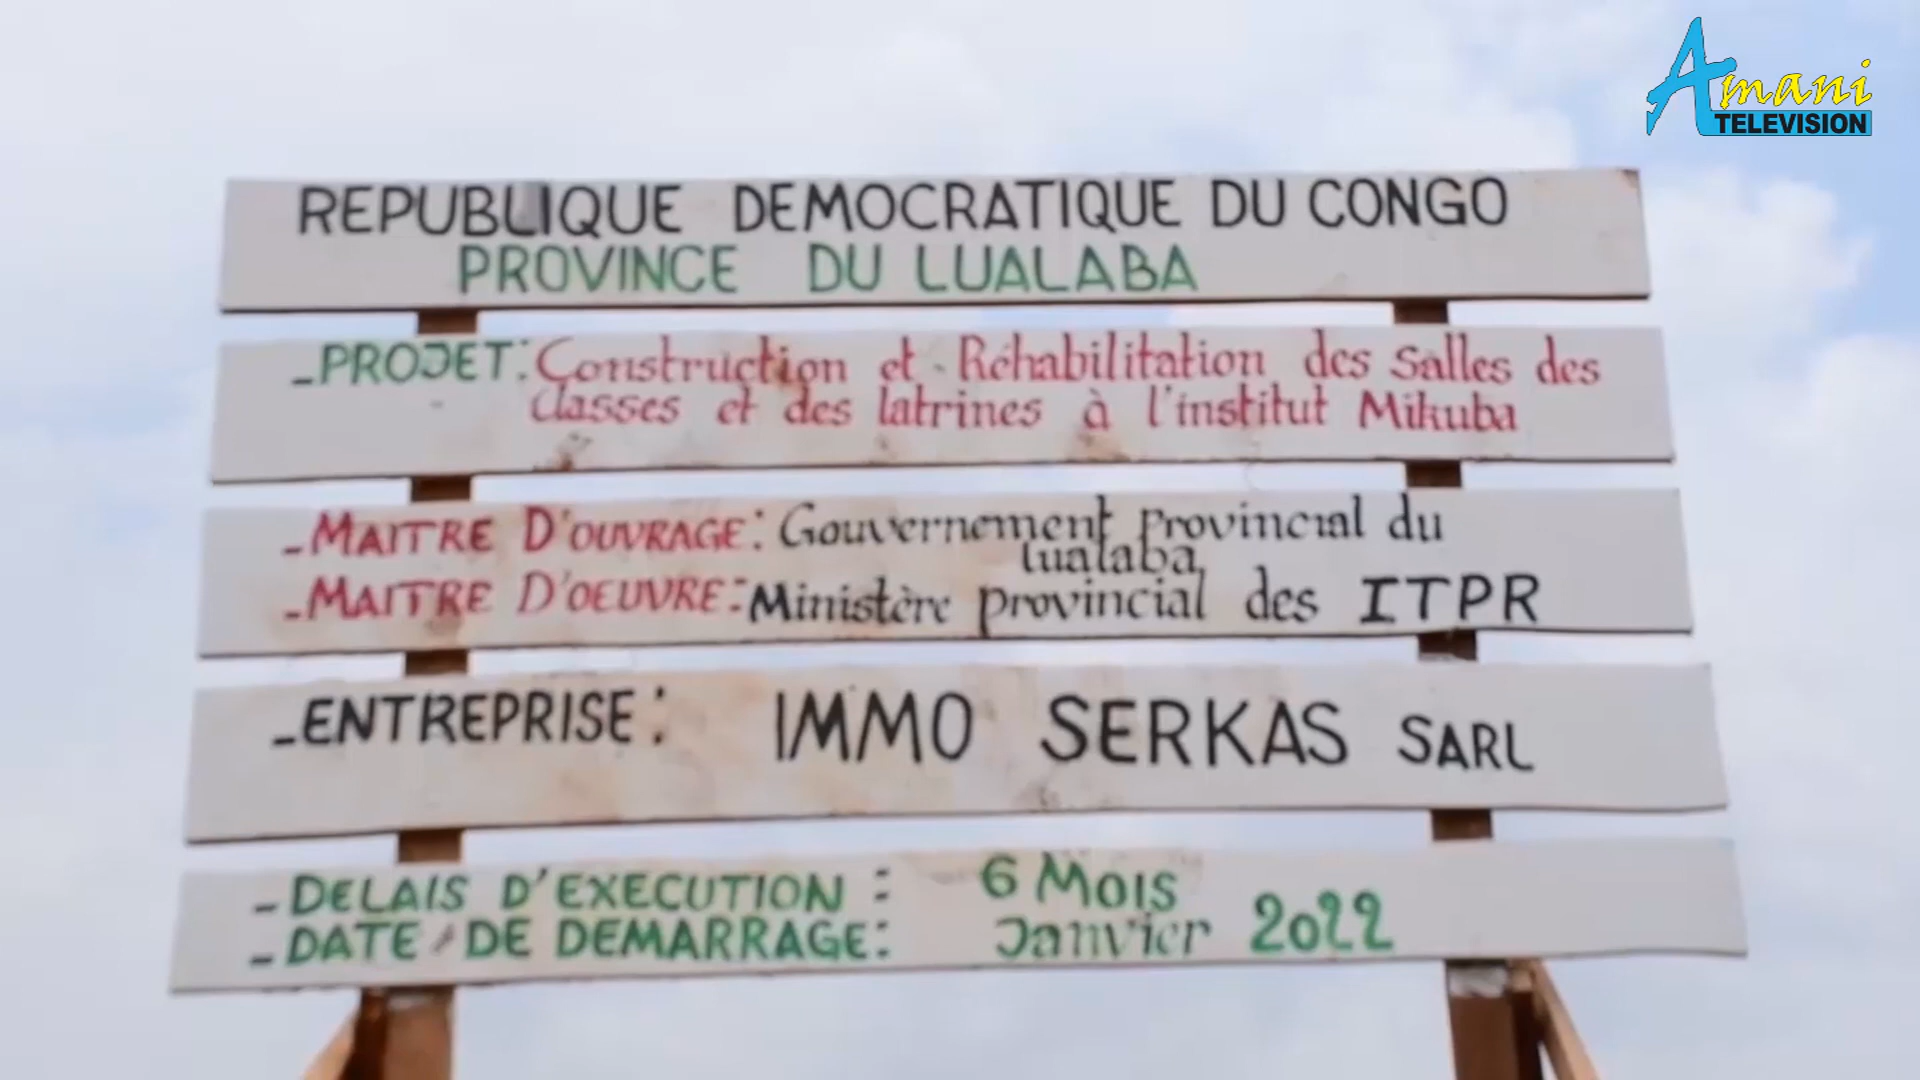 Amani
TELEVISION
REPUBLIQUE DEMOCRATIQUE DU CONGO
PROVINCE DU LUALABA
_PROJET: Construction et Réhabilitation des Salles des
Classes et des latrines à l'institut Mikuba
_MAITRE D'OUVRAGE: Gouvernement Provincial du
Lualaba
_MAITRE D'OEUVRE: Ministère provincial des ITPR
_ENTREPRISE: IMMO SERKAS SARL
_DELAIS D'EXECUTION : 6 MOIS
_DATE DE DEMARRAGE: Janvier 2022